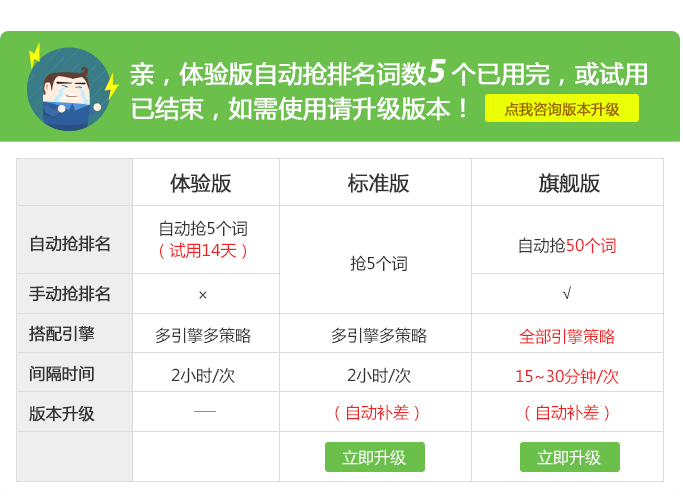 亲，体验版自动抢排名词数5 个已用完，或试用
已结束，如需使用请升级版本！ 点我咨询版本升级
体验版 标准版 旗舰版
自动抢排名 自动抢5个词 （试用14天） 抢5个词 自动抢50个词
手动抢排名 × √
搭配引擎 多引擎多策略 多引擎多策略 全部引擎策略
间隔时间 2小时/次 2小时/次 15~30分钟/次
版本升级 — （自动补差） （自动补差）
立即升级 立即升级